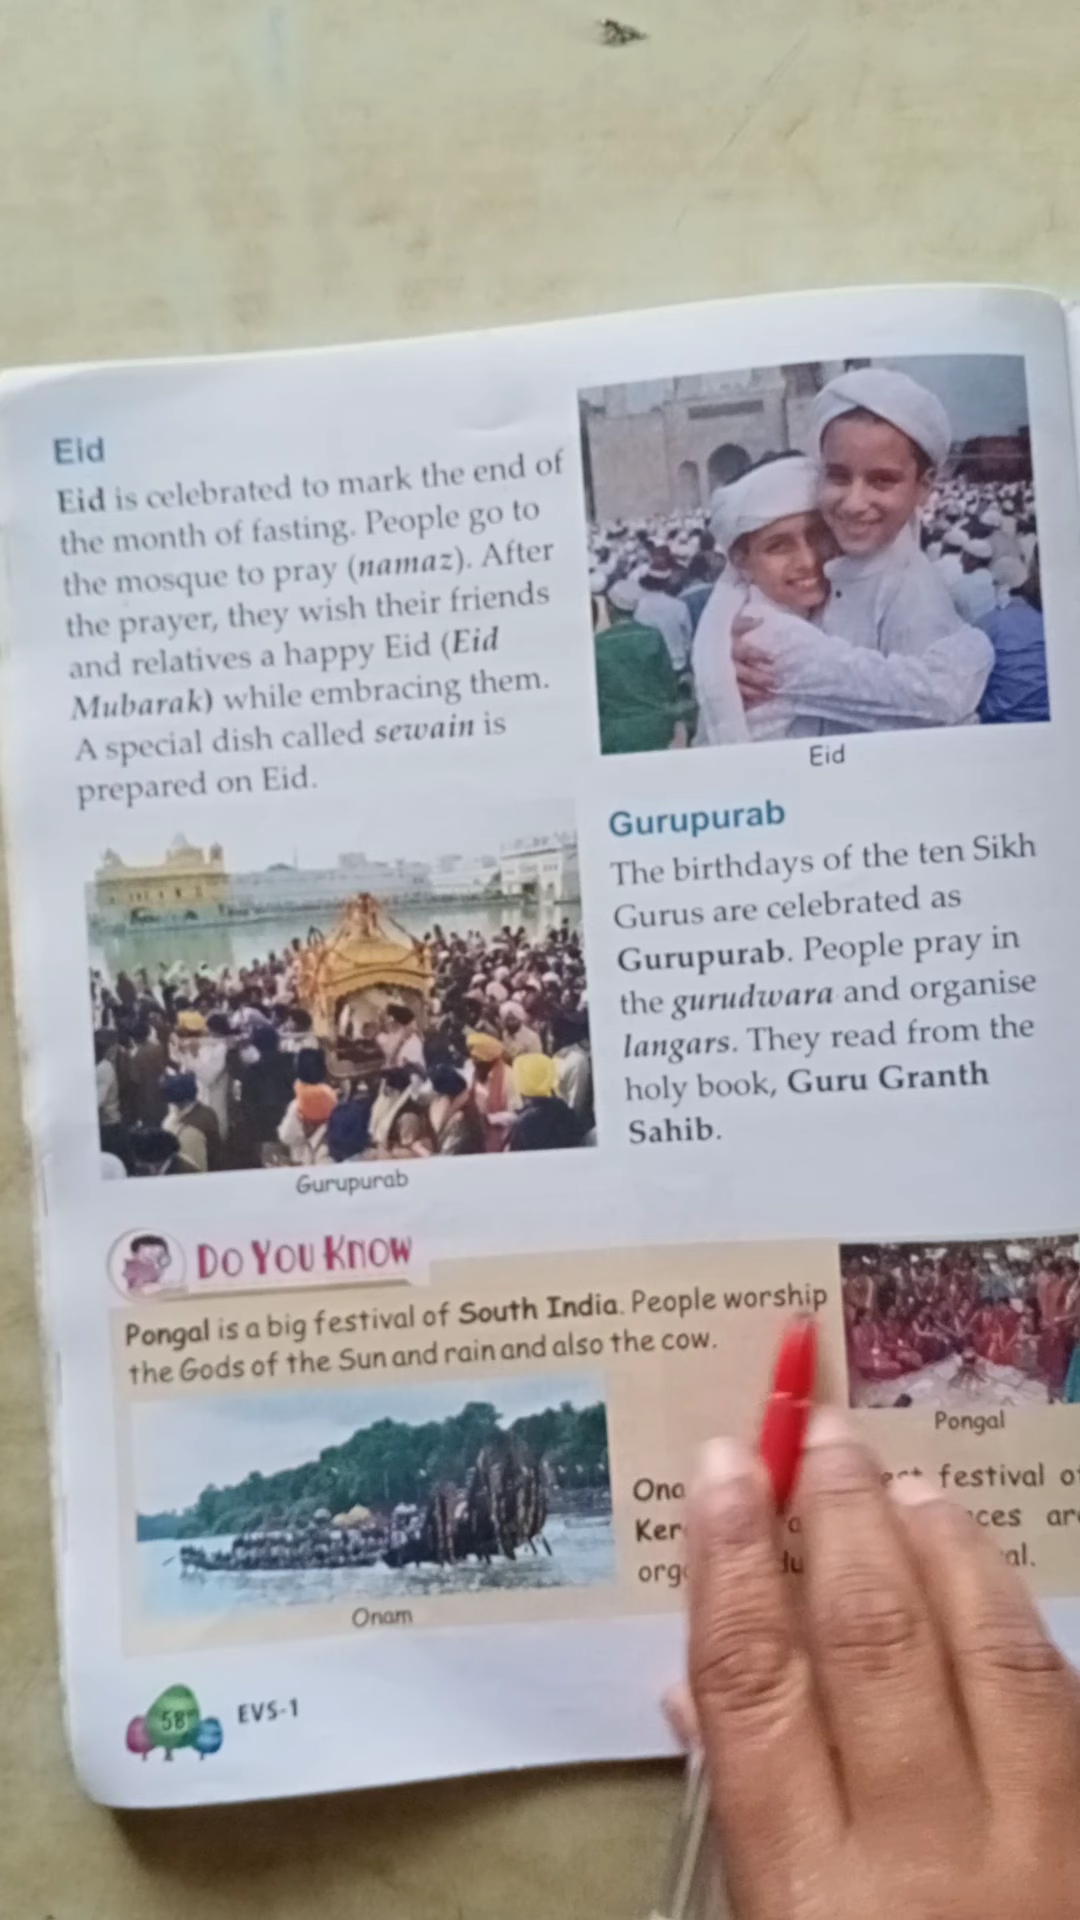 Eid
Eid is celebrated to mark the end of
the month of fasting. People go to
the mosque to pray (namaz). After
the prayer, they wish their friends
and relatives a happy Eid (Eid
Mubarak) while embracing them.
A special dish called sewain is
prepared on Eid.
Eid
Gurupurab
The birthdays of the ten Sikh
Gurus are celebrated as
Gurupurab. People pray in
the gurudwara and organise
langars. They read from the
holy book, Guru Granth
Sahib.
Gurupurab
DO YOU KNOW
Pongal is a big festival of South India. People worship
the Gods of the Sun and rain and also the cow.
Pongal
festival
Onam
58
EVS-1